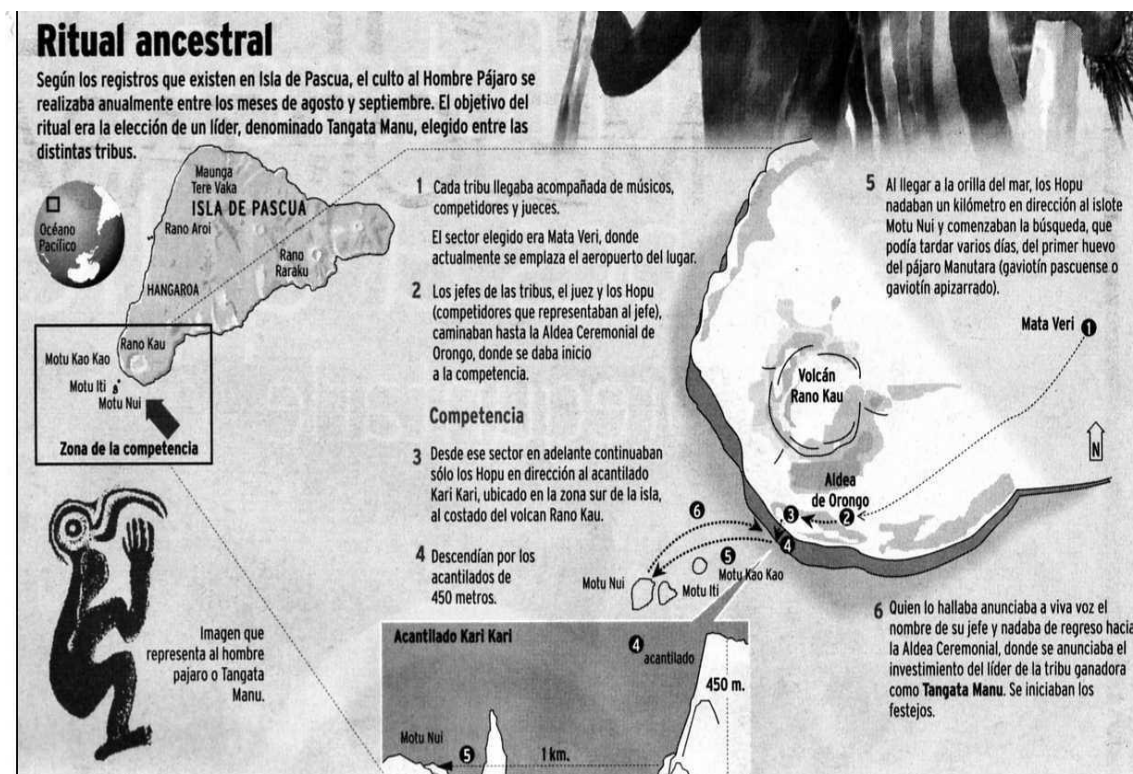 Ritual ancestral
Según los registros que existen en Isla de Pascua, el culto al Hombre Pájaro se
realizaba anualmente entre los meses de agosto y septiembre. El objetivo del
ritual era la elección de un líder, denominado Tangata Manu, elegido entre las
distintas tribus.
Océano
Pacífico
Maunga
Tere Vaka
ISLA DE PASCUA
Rano Aroi
Rano
Raraku
HANGAROA
Rano Kau
Motu Kao Kao
Motu Iti
Motu Nui
Zona de la competencia
Imagen que
representa al hombre
pajaro o Tangata
Manu.
1 Cada tribu llegaba acompañada de músicos,
competidores y jueces.
El sector elegido era Mata Veri, donde
actualmente se emplaza el aeropuerto del lugar.
2 Los jefes de las tribus, el juez y los Hopu
(competidores que representaban al jefe),
caminaban hasta la Aldea Ceremonial de
Orongo, donde se daba inicio
a la competencia.
Competencia
3 Desde ese sector en adelante continuaban
sólo los Hopu en dirección al acantilado
Kari Kari, ubicado en la zona sur de la isla,
al costado del volcan Rano Kau.
4 Descendían por los
acantilados de
450 metros.
5 Al llegar a la orilla del mar, los Hopu
nadaban un kilómetro en dirección al islote
Motu Nui y comenzaban la búsqueda, que
podía tardar varios días, del primer huevo
del pájaro Manutara (gaviotín pascuense o
gaviotín apizarrado).
Mata Veri 1
Volcán
Rano Kau
N
Aldea
de Orongo
3
2
4
6
5
Motu Nui
Motu Iti
Motu Kao Kao
6 Quien lo hallaba anunciaba a viva voz el
nombre de su jefe y nadaba de regreso hacia
la Aldea Ceremonial, donde se anunciaba el
investimiento del líder de la tribu ganadora
como Tangata Manu. Se iniciaban los
festejos.
Acantilado Kari Kari
4
acantilado
450 m.
Motu Nui
5
1 km.